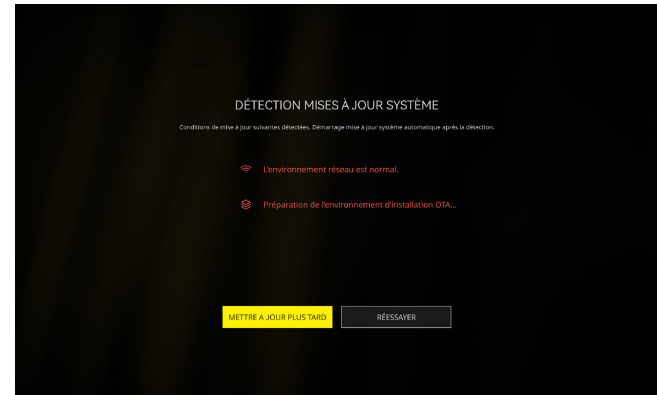 DÉTECTION MISES À JOUR SYSTÈME
Conditions de mise à jour suivantes détectées. Démarrage mise à jour système automatique après la détection.
L'environnement réseau est normal.
Préparation de l'environnement d'installation OTA...
METTRE A JOUR PLUS TARD
RÉESSAYER